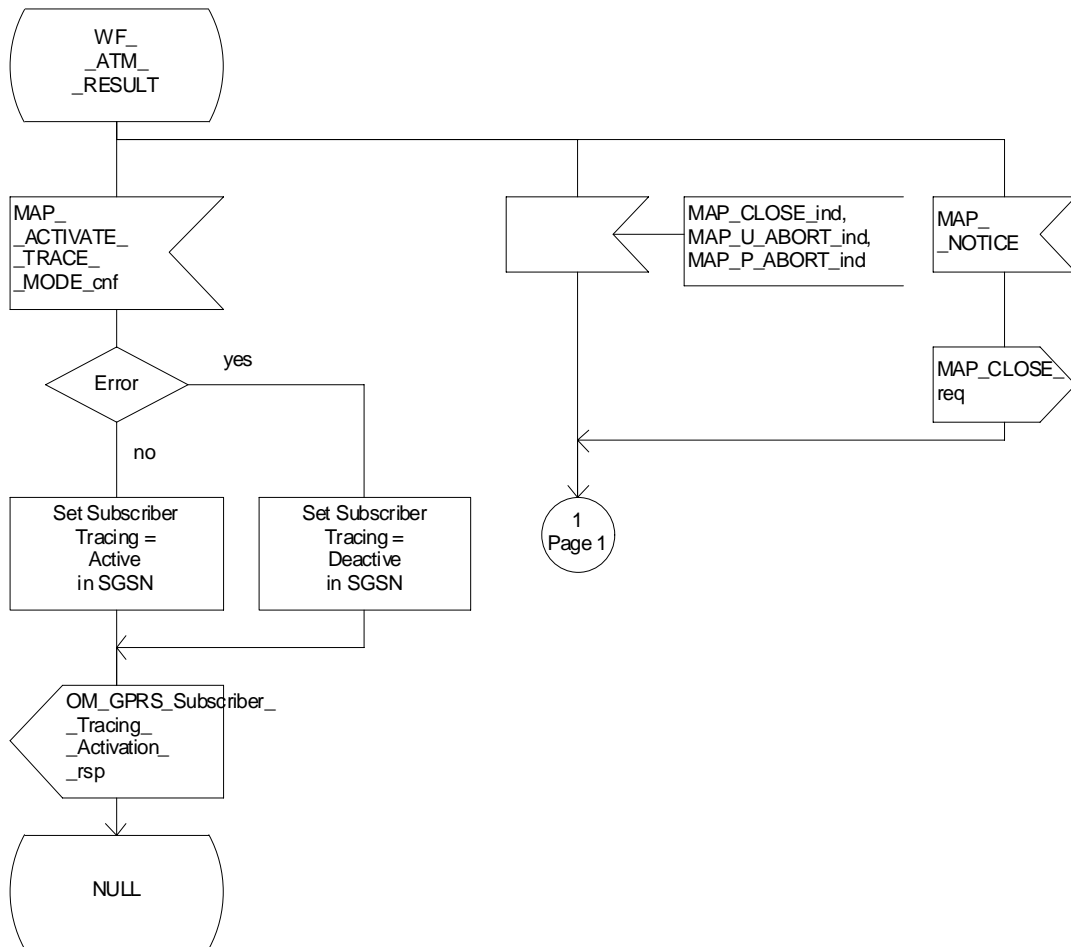 WF_
_ATM_
_RESULT
MAP_
_ACTIVATE_
_TRACE_
_MODE_cnf
MAP_CLOSE_ind,
MAP_U_ABORT_ind,
MAP_P_ABORT_ind
MAP_
_NOTICE
Error
yes
no
MAP_CLOSE_
req
Set Subscriber
Tracing =
Active
in SGSN
Set Subscriber
Tracing =
Deactive
in SGSN
1
Page 1
OM_GPRS_Subscriber_
_Tracing_
_Activation_
_rsp
NULL